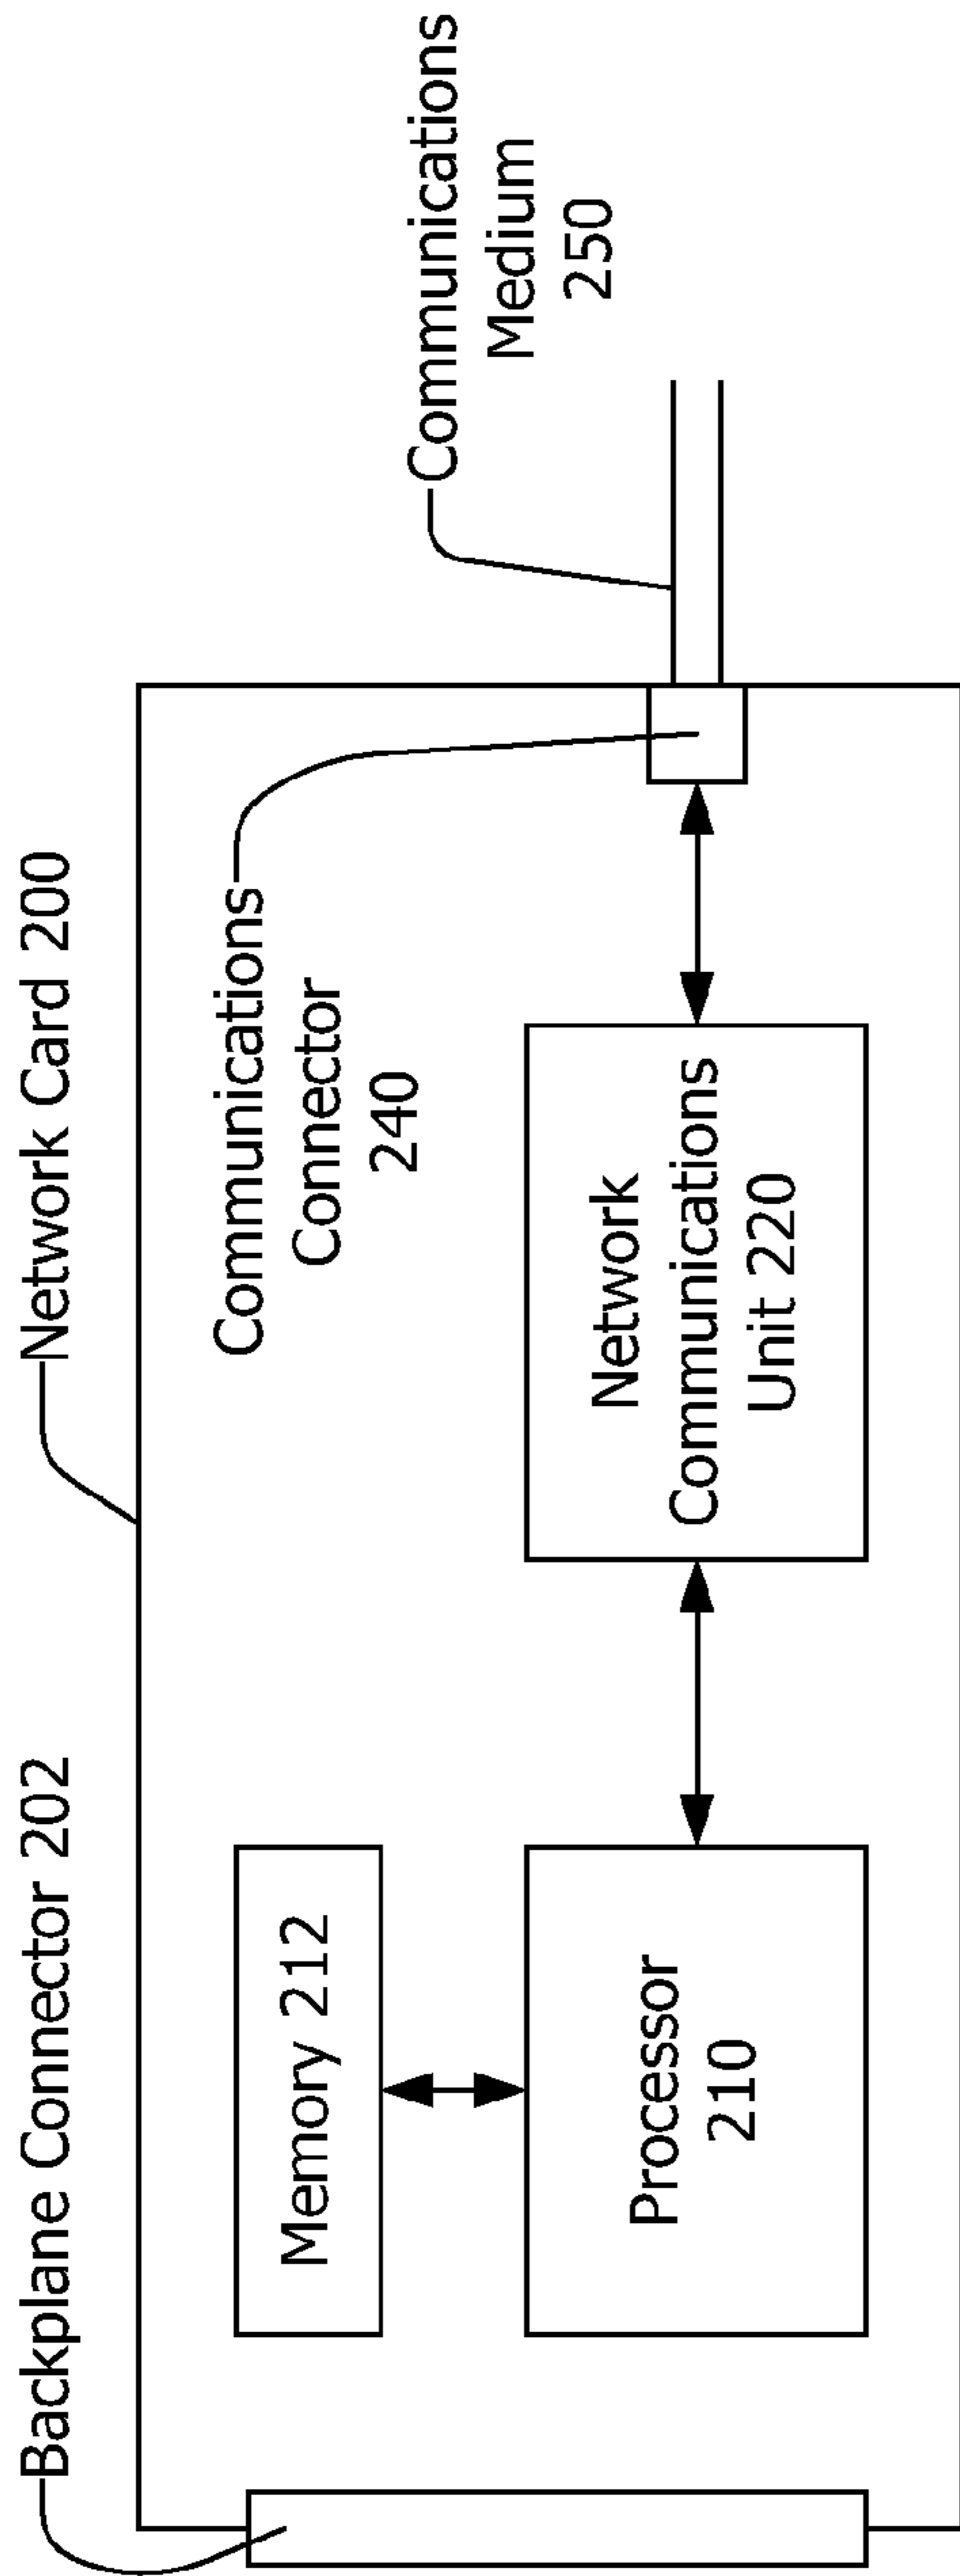 Backplane Connector 202
Network Card 200
Communications
Connector
240
Communications
Medium
250
Memory 212
Processor
210
Network
Communications
Unit 220